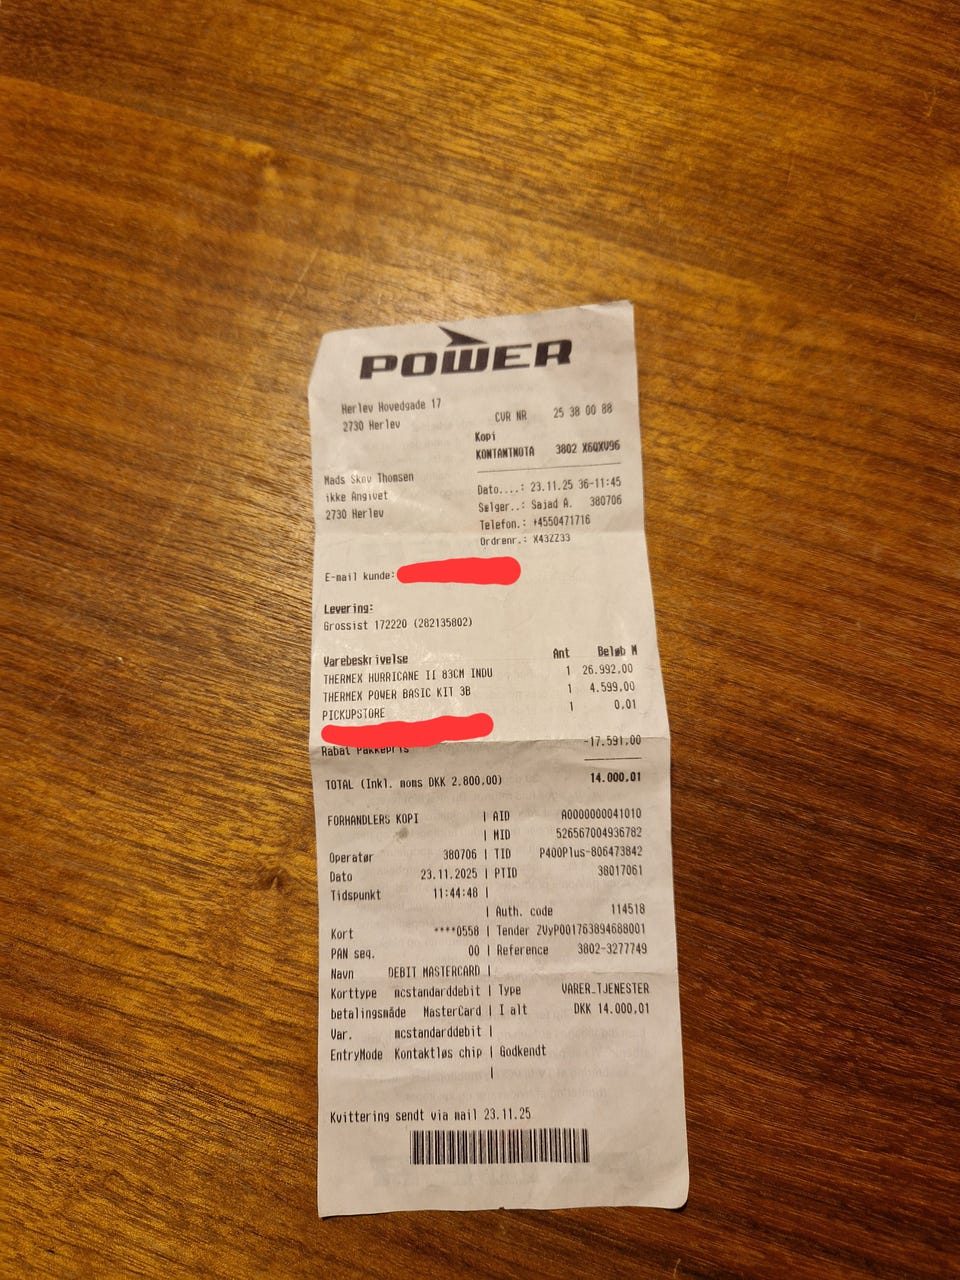 POWER
Herlev Hovedgade 17
2730 Herlev
CVR NR 25 38 00 88
Kopi
KONTANTNOTA 3802 X6QXV96
Mads Skov Thomsen
ikke Angivet
2730 Herlev
Dato....: 23.11.25 36-11:45
Sælger..: Sajad A. 380706
Telefon.: +4550471716
Ordrenr.: X43ZZ33
E-mail kunde:
Levering:
Grossist 172220 (282135802)
Varebeskrivelse Ant Beløb M
THERMEX HURRICANE II 83CM INDU 1 26.992,00
THERMEX POWER BASIC KIT 3B 1 4.599,00
PICKUPSTORE 1 0,01
Rabat Pakkepris -17.591,00
TOTAL (Inkl. moms DKK 2.800,00) 14.000,01
FORHANDLERS KOPI | AID A0000000041010
| MID 526567004936782
Operatør 380706 | TID P400Plus-806473842
Dato 23.11.2025 | PTID 38017061
Tidspunkt 11:44:48 |
| Auth. code 114518
Kort ****0558 | Tender ZVyP001763894688001
PAN seq. 00 | Reference 3802-3277749
Navn DEBIT MASTERCARD |
Korttype mcstandarddebit | Type VARER_TJENESTER
betalingsmåde MasterCard | I alt DKK 14.000,01
Var. mcstandarddebit |
EntryMode Kontaktløs chip | Godkendt
|
Kvittering sendt via mail 23.11.25